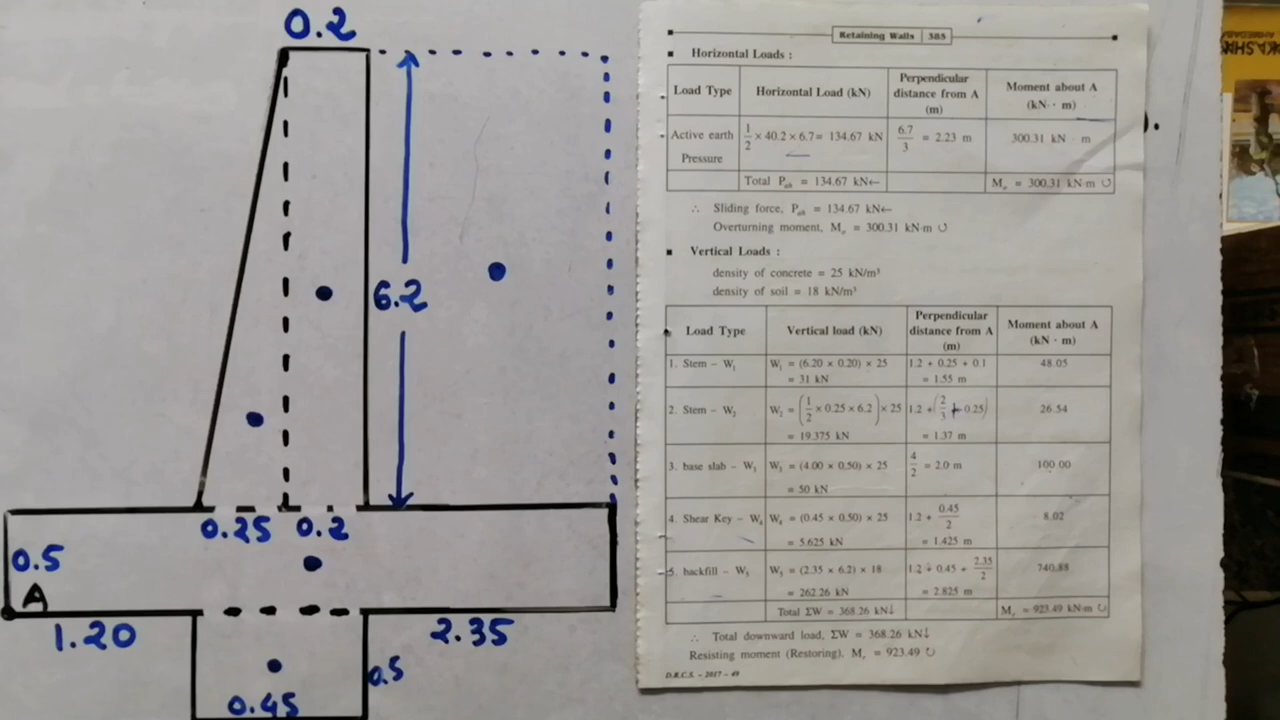 0.2
6.2
0.25 0.2
0.5
A
1.20
2.35
0.5
0.45
Retaining Walls | 385
Horizontal Loads :
Load Type
Horizontal Load (kN)
Perpendicular distance from A (m)
Moment about A (kN · m)
Active earth Pressure
1/2 × 40.2 × 6.7 = 134.67 kN
6.7/3 = 2.23 m
300.31 kN · m
Total Pah = 134.67 kN←
Mo = 300.31 kN·m ↺
∴ Sliding force, Pah = 134.67 kN←
Overturning moment, Mo = 300.31 kN·m ↺
Vertical Loads :
density of concrete = 25 kN/m³
density of soil = 18 kN/m³
Load Type
Vertical load (kN)
Perpendicular distance from A (m)
Moment about A (kN · m)
1. Stem – W₁
W₁ = (6.20 × 0.20) × 25
= 31 kN
1.2 + 0.25 + 0.1
= 1.55 m
48.05
2. Stem – W₂
W₂ = (1/2 × 0.25 × 6.2) × 25
= 19.375 kN
1.2 + (2/3 × 0.25)
= 1.37 m
26.54
3. base slab – W₃
W₃ = (4.00 × 0.50) × 25
= 50 kN
4/2 = 2.0 m
100.00
4. Shear Key – W₄
W₄ = (0.45 × 0.50) × 25
= 5.625 kN
1.2 + 0.45/2
= 1.425 m
8.02
5. backfill – W₅
W₅ = (2.35 × 6.2) × 18
= 262.26 kN
1.2 + 0.45 + 2.35/2
= 2.825 m
740.88
Total ΣW = 368.26 kN↓
Mr = 923.49 kN·m ↻
∴ Total downward load, ΣW = 368.26 kN↓
Resisting moment (Restoring), Mr = 923.49 ↻
D.R.C.S. – 2017 – 49